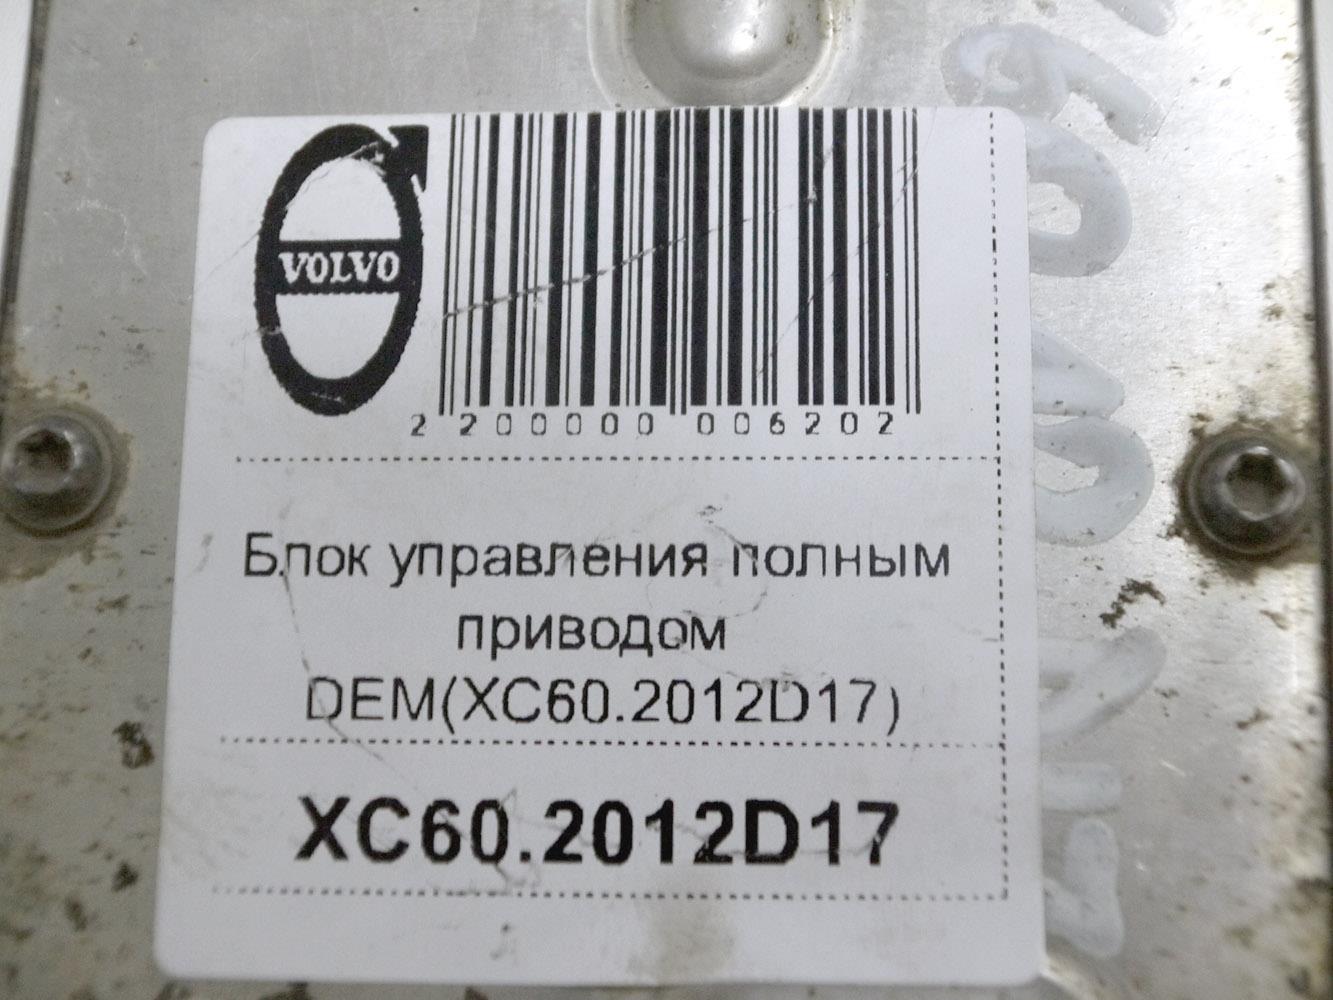 VOLVO
2 200000 006202
Блок управления полным
приводом
DEM(XC60.2012D17)
XC60.2012D17